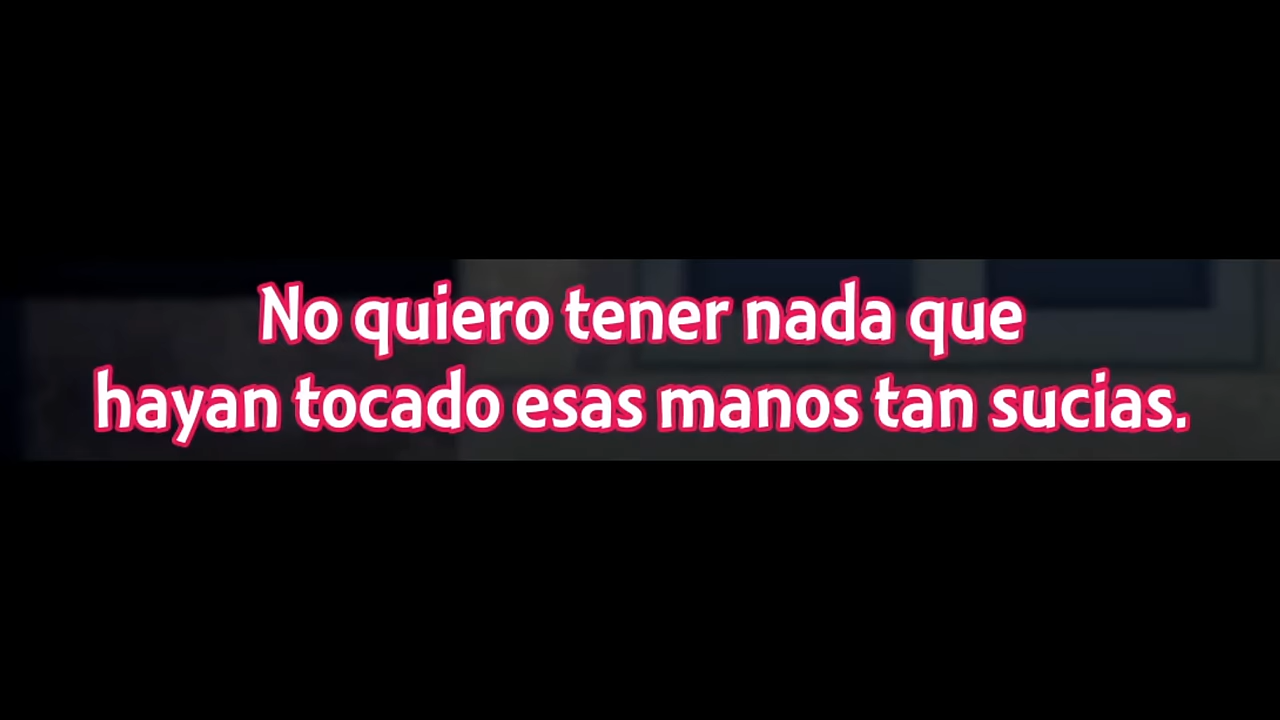 No quiero tener nada que
hayan tocado esas manos tan sucias.